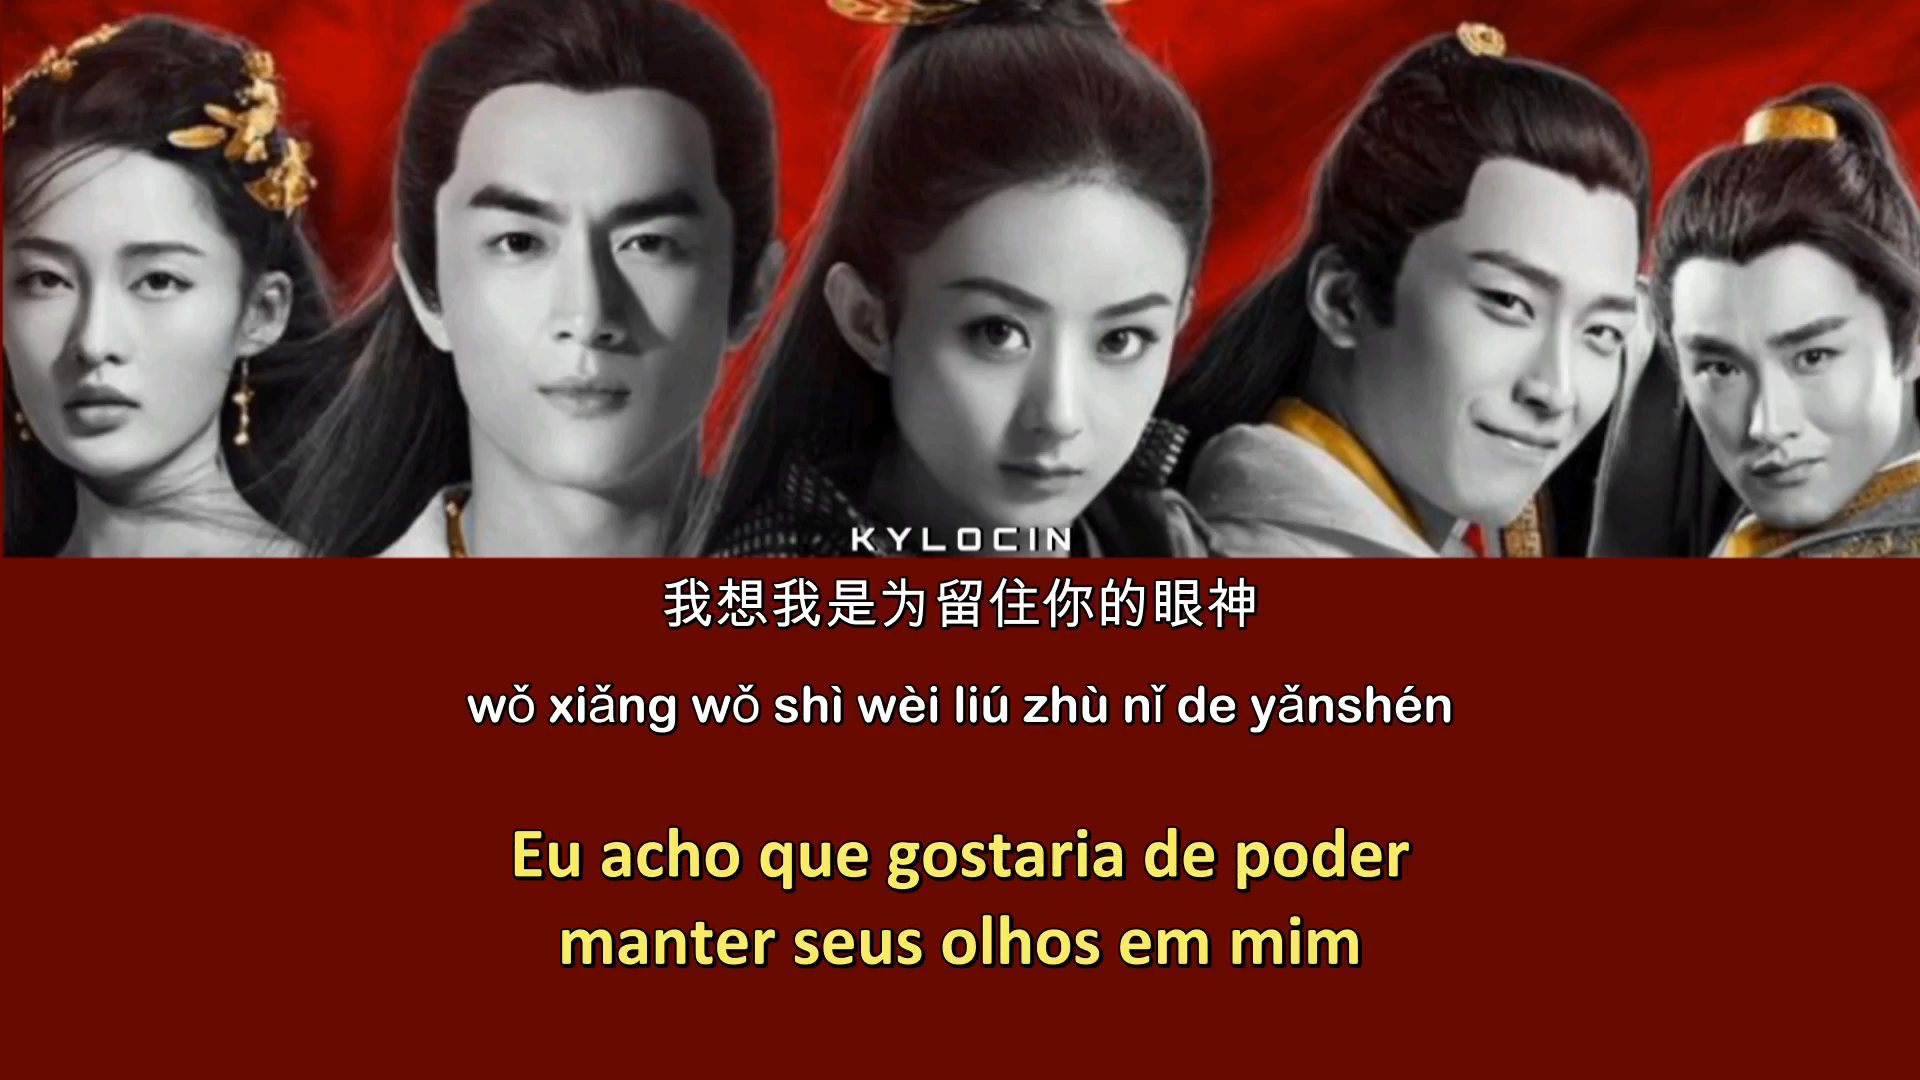 KYLOCIN
我想我是为留住你的眼神
wǒ xiǎng wǒ shì wèi liú zhù nǐ de yǎnshén
Eu acho que gostaria de poder
manter seus olhos em mim